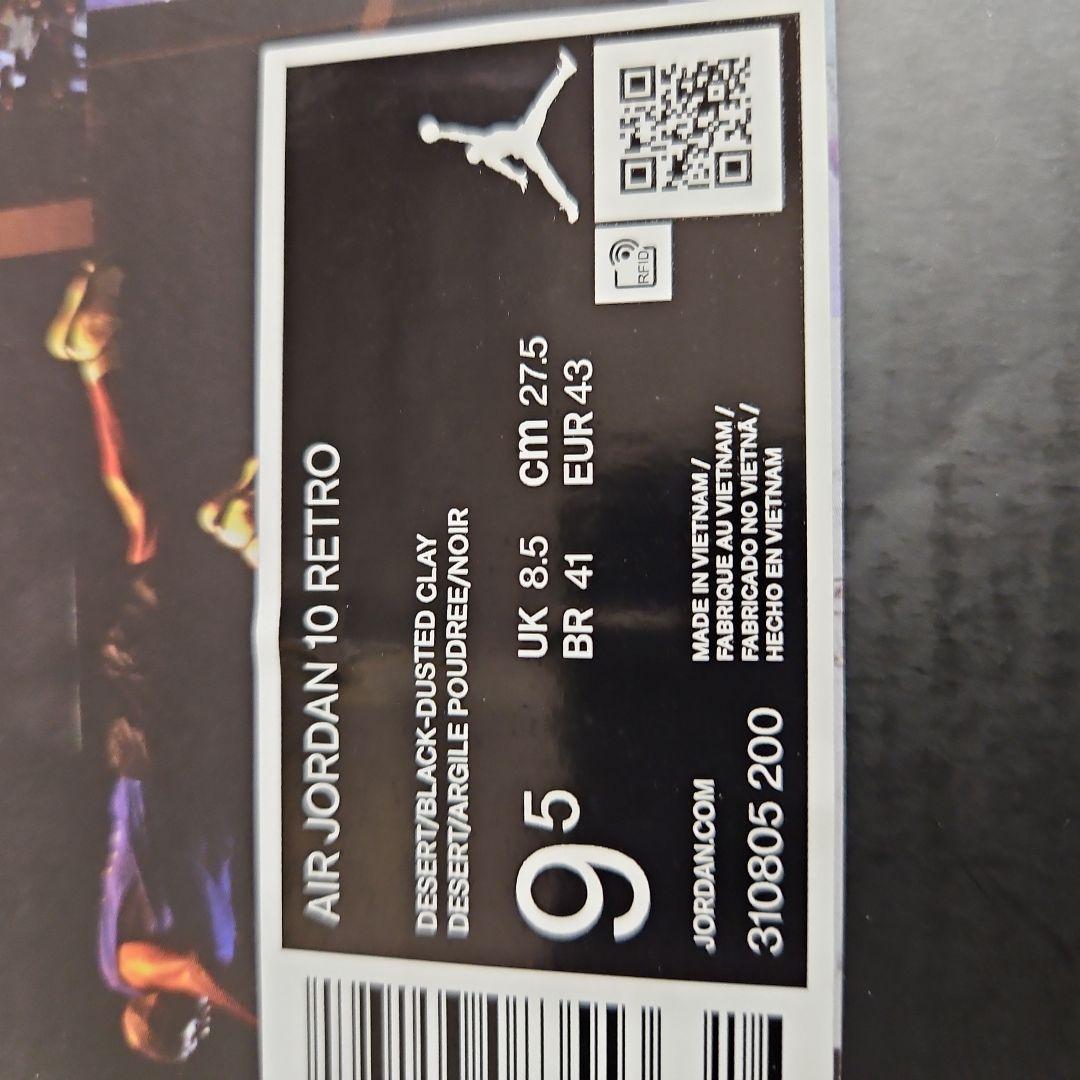 AIR JORDAN 10 RETRO
DESERT/BLACK-DUSTED CLAY
DESERT/ARGILE POUDREE/NOIR
9 5
UK 8.5 cm 27.5
BR 41 EUR 43
RFID
JORDAN.COM
310805 200
MADE IN VIETNAM /
FABRIQUE AU VIETNAM /
FABRICADO NO VIETNÃ /
HECHO EN VIETNAM